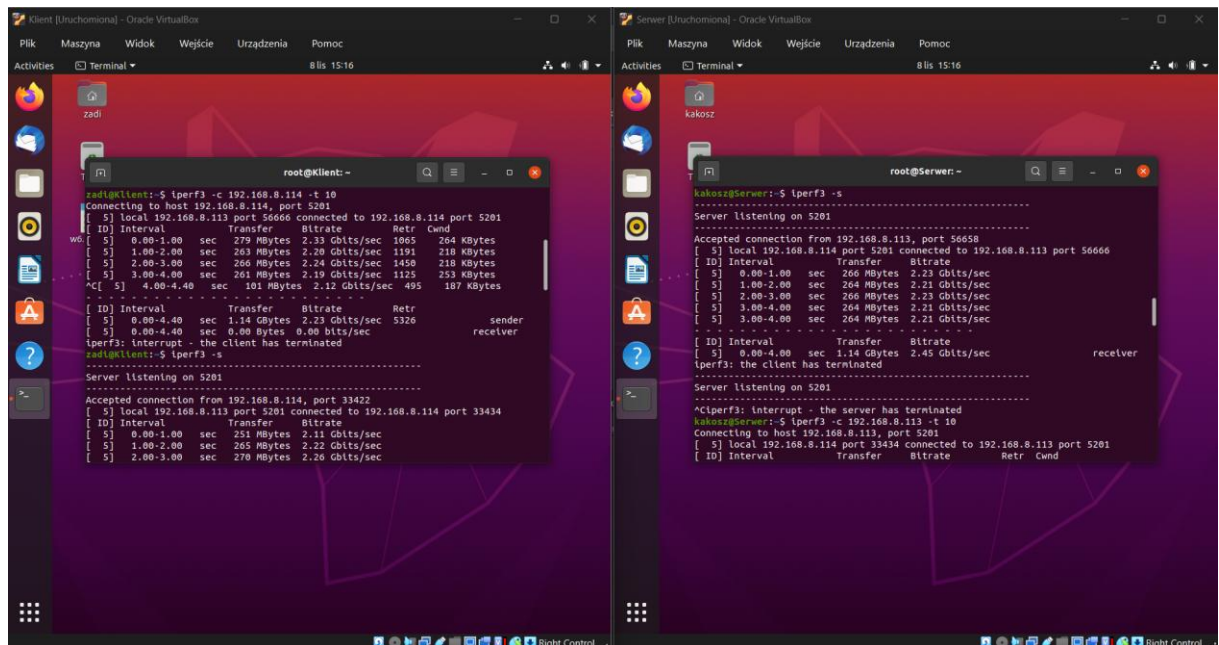 Klient [Uruchomiona] - Oracle VirtualBox
Plik Maszyna Widok Wejście Urządzenia Pomoc
Activities Terminal 8 lis 15:16
zadi
root@Klient: ~
zadi@Klient:~$ iperf3 -c 192.168.8.114 -t 10
Connecting to host 192.168.8.114, port 5201
[  5] local 192.168.8.113 port 56666 connected to 192.168.8.114 port 5201
[ ID] Interval           Transfer     Bitrate         Retr  Cwnd
[  5]   0.00-1.00   sec   279 MBytes  2.33 Gbits/sec  1065    264 KBytes
[  5]   1.00-2.00   sec   263 MBytes  2.20 Gbits/sec  1191    218 KBytes
[  5]   2.00-3.00   sec   266 MBytes  2.24 Gbits/sec  1450    218 KBytes
[  5]   3.00-4.00   sec   261 MBytes  2.19 Gbits/sec  1125    253 KBytes
^C[  5]   4.00-4.40   sec   101 MBytes  2.12 Gbits/sec  495    187 KBytes
- - - - - - - - - - - - - - - - - - - - - - - - -
[ ID] Interval           Transfer     Bitrate         Retr
[  5]   0.00-4.40   sec  1.14 GBytes  2.23 Gbits/sec  5326             sender
[  5]   0.00-4.40   sec  0.00 Bytes  0.00 bits/sec                  receiver
iperf3: interrupt - the client has terminated
zadi@Klient:~$ iperf3 -s
-----------------------------------------------------------
Server listening on 5201
-----------------------------------------------------------
Accepted connection from 192.168.8.114, port 33422
[  5] local 192.168.8.113 port 5201 connected to 192.168.8.114 port 33434
[ ID] Interval           Transfer     Bitrate
[  5]   0.00-1.00   sec   251 MBytes  2.11 Gbits/sec
[  5]   1.00-2.00   sec   265 MBytes  2.22 Gbits/sec
[  5]   2.00-3.00   sec   270 MBytes  2.26 Gbits/sec
Right Control
Serwer [Uruchomiona] - Oracle VirtualBox
Plik Maszyna Widok Wejście Urządzenia Pomoc
Activities Terminal 8 lis 15:16
kakosz
root@Serwer: ~
kakosz@Serwer:~$ iperf3 -s
-----------------------------------------------------------
Server listening on 5201
-----------------------------------------------------------
Accepted connection from 192.168.8.113, port 56658
[  5] local 192.168.8.114 port 5201 connected to 192.168.8.113 port 56666
[ ID] Interval           Transfer     Bitrate
[  5]   0.00-1.00   sec   266 MBytes  2.23 Gbits/sec
[  5]   1.00-2.00   sec   264 MBytes  2.21 Gbits/sec
[  5]   2.00-3.00   sec   266 MBytes  2.23 Gbits/sec
[  5]   3.00-4.00   sec   264 MBytes  2.21 Gbits/sec
[  5]   3.00-4.00   sec   264 MBytes  2.21 Gbits/sec
- - - - - - - - - - - - - - - - - - - - - - - - -
[ ID] Interval           Transfer     Bitrate
[  5]   0.00-4.00   sec  1.14 GBytes  2.45 Gbits/sec                  receiver
iperf3: the client has terminated
-----------------------------------------------------------
Server listening on 5201
-----------------------------------------------------------
^Ciperf3: interrupt - the server has terminated
kakosz@Serwer:~$ iperf3 -c 192.168.8.113 -t 10
Connecting to host 192.168.8.113, port 5201
[  5] local 192.168.8.114 port 33434 connected to 192.168.8.113 port 5201
[ ID] Interval           Transfer     Bitrate         Retr  Cwnd
Right Control